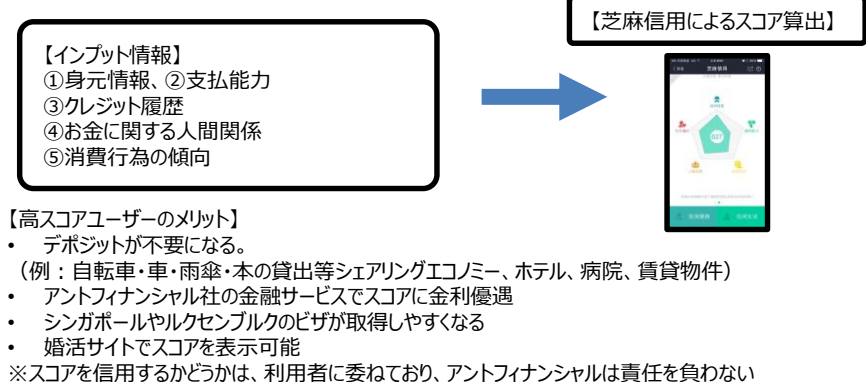 【芝麻信用によるスコア算出】
【インプット情報】
①身元情報、②支払能力
③クレジット履歴
④お金に関する人間関係
⑤消費行為の傾向
芝麻信用
【高スコアユーザーのメリット】
• デポジットが不要になる。
（例：自転車・車・雨傘・本の貸出等シェアリングエコノミー、ホテル、病院、賃貸物件）
• アントフィナンシャル社の金融サービスでスコアに金利優遇
• シンガポールやルクセンブルクのビザが取得しやすくなる
• 婚活サイトでスコアを表示可能
※スコアを信用するかどうかは、利用者に委ねており、アントフィナンシャルは責任を負わない